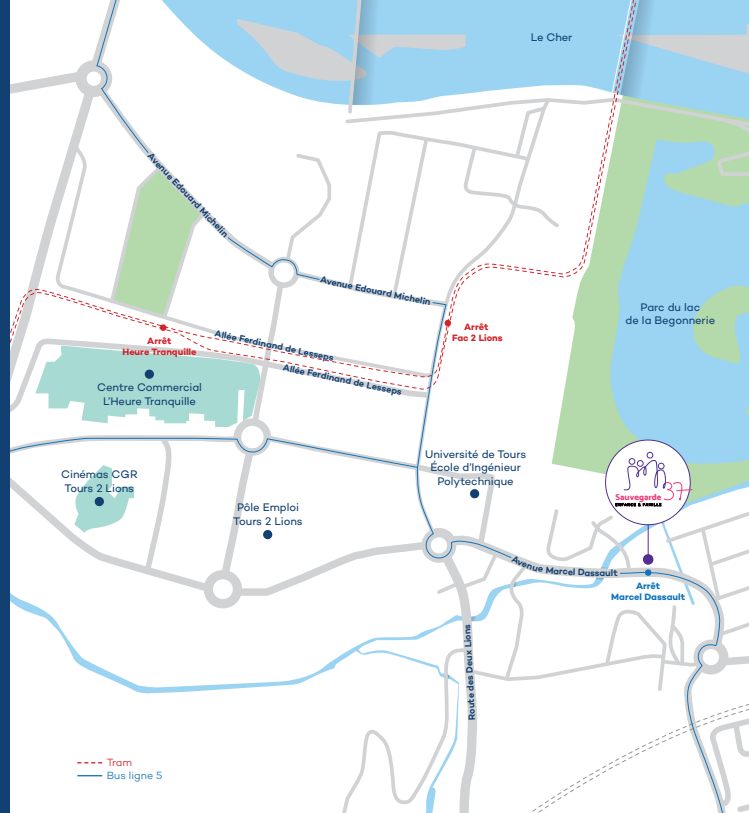 Le Cher
Avenue Edouard Michelin
Avenue Edouard Michelin
Parc du lac
de la Begonnerie
Arrêt
Fac 2 Lions
Arrêt
Heure Tranquille
Allée Ferdinand de Lesseps
Allée Ferdinand de Lesseps
Centre Commercial
L'Heure Tranquille
Université de Tours
École d'Ingénieur
Polytechnique
Cinémas CGR
Tours 2 Lions
Sauvegarde 37
ENFANCE & FAMILLE
Pôle Emploi
Tours 2 Lions
Avenue Marcel Dassault
Arrêt
Marcel Dassault
Route des Deux Lions
Tram
Bus ligne 5